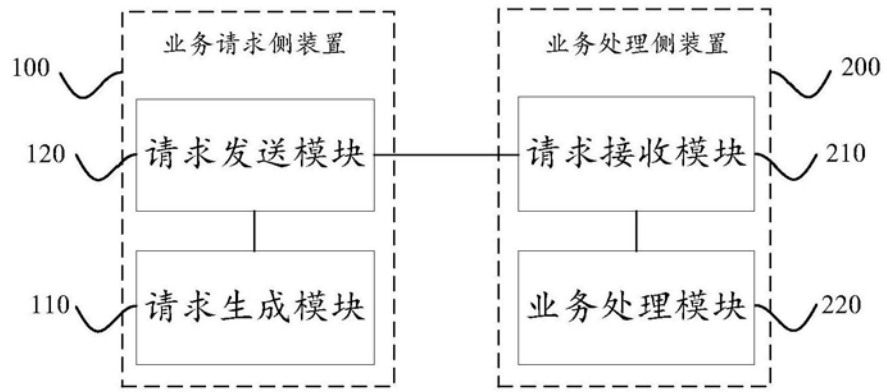 业务请求侧装置
业务处理侧装置
100
200
120
请求发送模块
请求接收模块
210
110
请求生成模块
业务处理模块
220